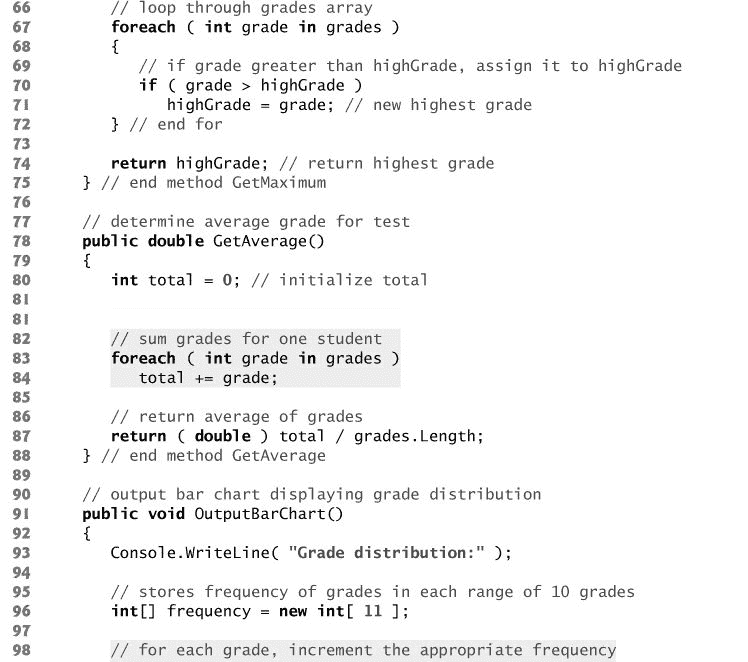 66 // loop through grades array
67 foreach ( int grade in grades )
68 {
69 // if grade greater than highGrade, assign it to highGrade
70 if ( grade > highGrade )
71 highGrade = grade; // new highest grade
72 } // end for
73
74 return highGrade; // return highest grade
75 } // end method GetMaximum
76
77 // determine average grade for test
78 public double GetAverage()
79 {
80 int total = 0; // initialize total
81
81
82 // sum grades for one student
83 foreach ( int grade in grades )
84 total += grade;
85
86 // return average of grades
87 return ( double ) total / grades.Length;
88 } // end method GetAverage
89
90 // output bar chart displaying grade distribution
91 public void OutputBarChart()
92 {
93 Console.WriteLine( "Grade distribution:" );
94
95 // stores frequency of grades in each range of 10 grades
96 int[] frequency = new int[ 11 ];
97
98 // for each grade, increment the appropriate frequency